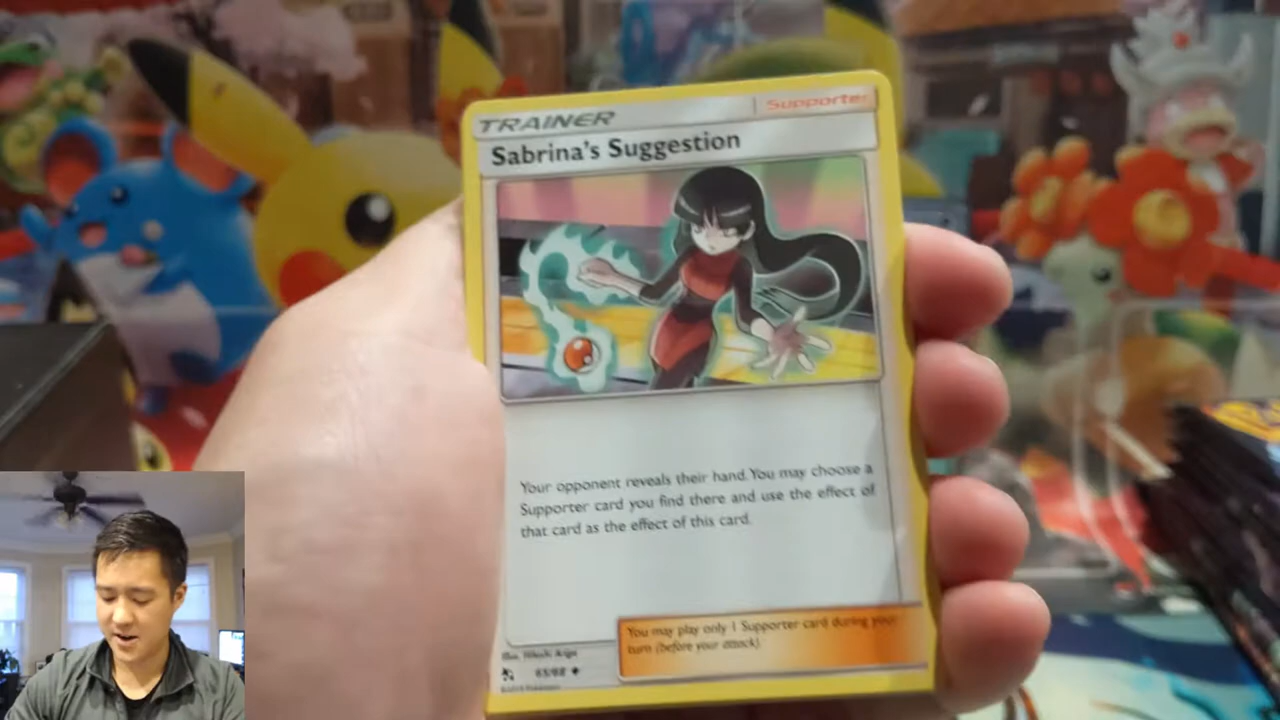 TRAINER
Supporter
Sabrina's Suggestion
Your opponent reveals their hand. You may choose a
Supporter card you find there and use the effect of
that card as the effect of this card.
You may play only 1 Supporter card during your
turn (before your attack).
65/68